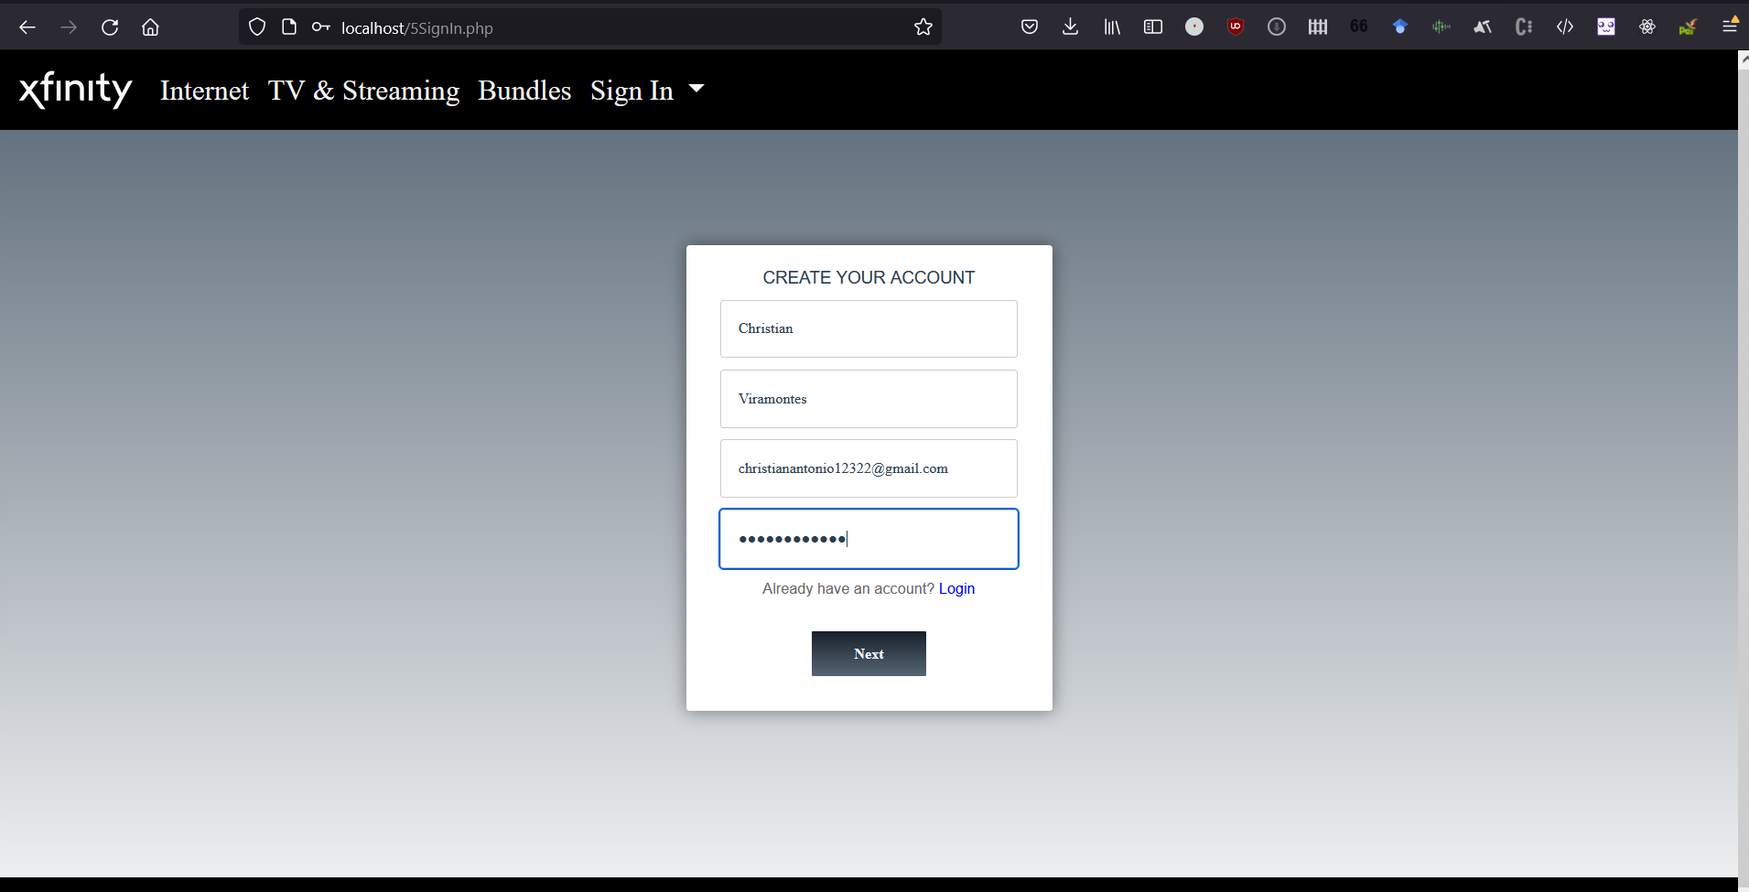 localhost/5SignIn.php
66
xfinity Internet TV & Streaming Bundles Sign In
CREATE YOUR ACCOUNT
Christian
Viramontes
christianantonio12322@gmail.com
••••••••••••
Already have an account? Login
Next